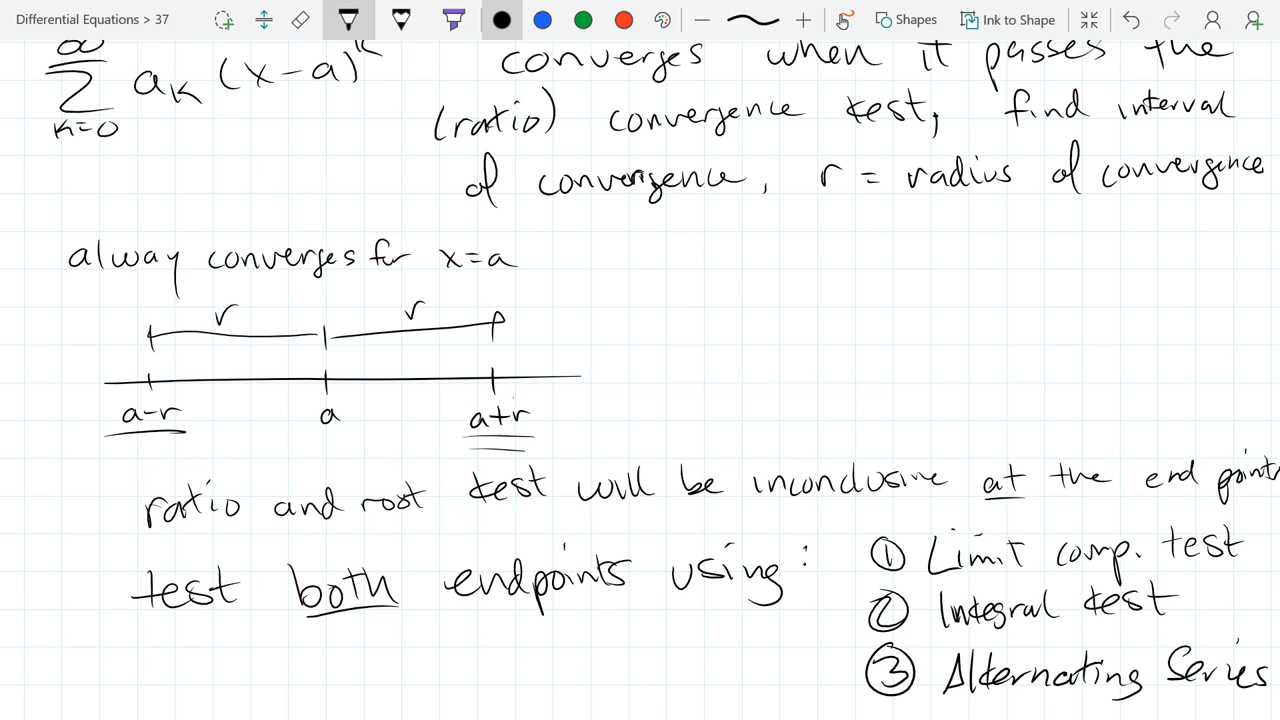 Differential Equations > 37
Shapes
Ink to Shape
∞
∑ a_k (x-a)^k
k=0
converges when it passes the
(ratio) convergence test, find interval
of convergence, r = radius of convergence
alway converges for x=a
r r
a-r a a+r
ratio and root test will be inconclusive at the end points
test both endpoints using:
① Limit comp. test
② Integral test
③ Alternating Series